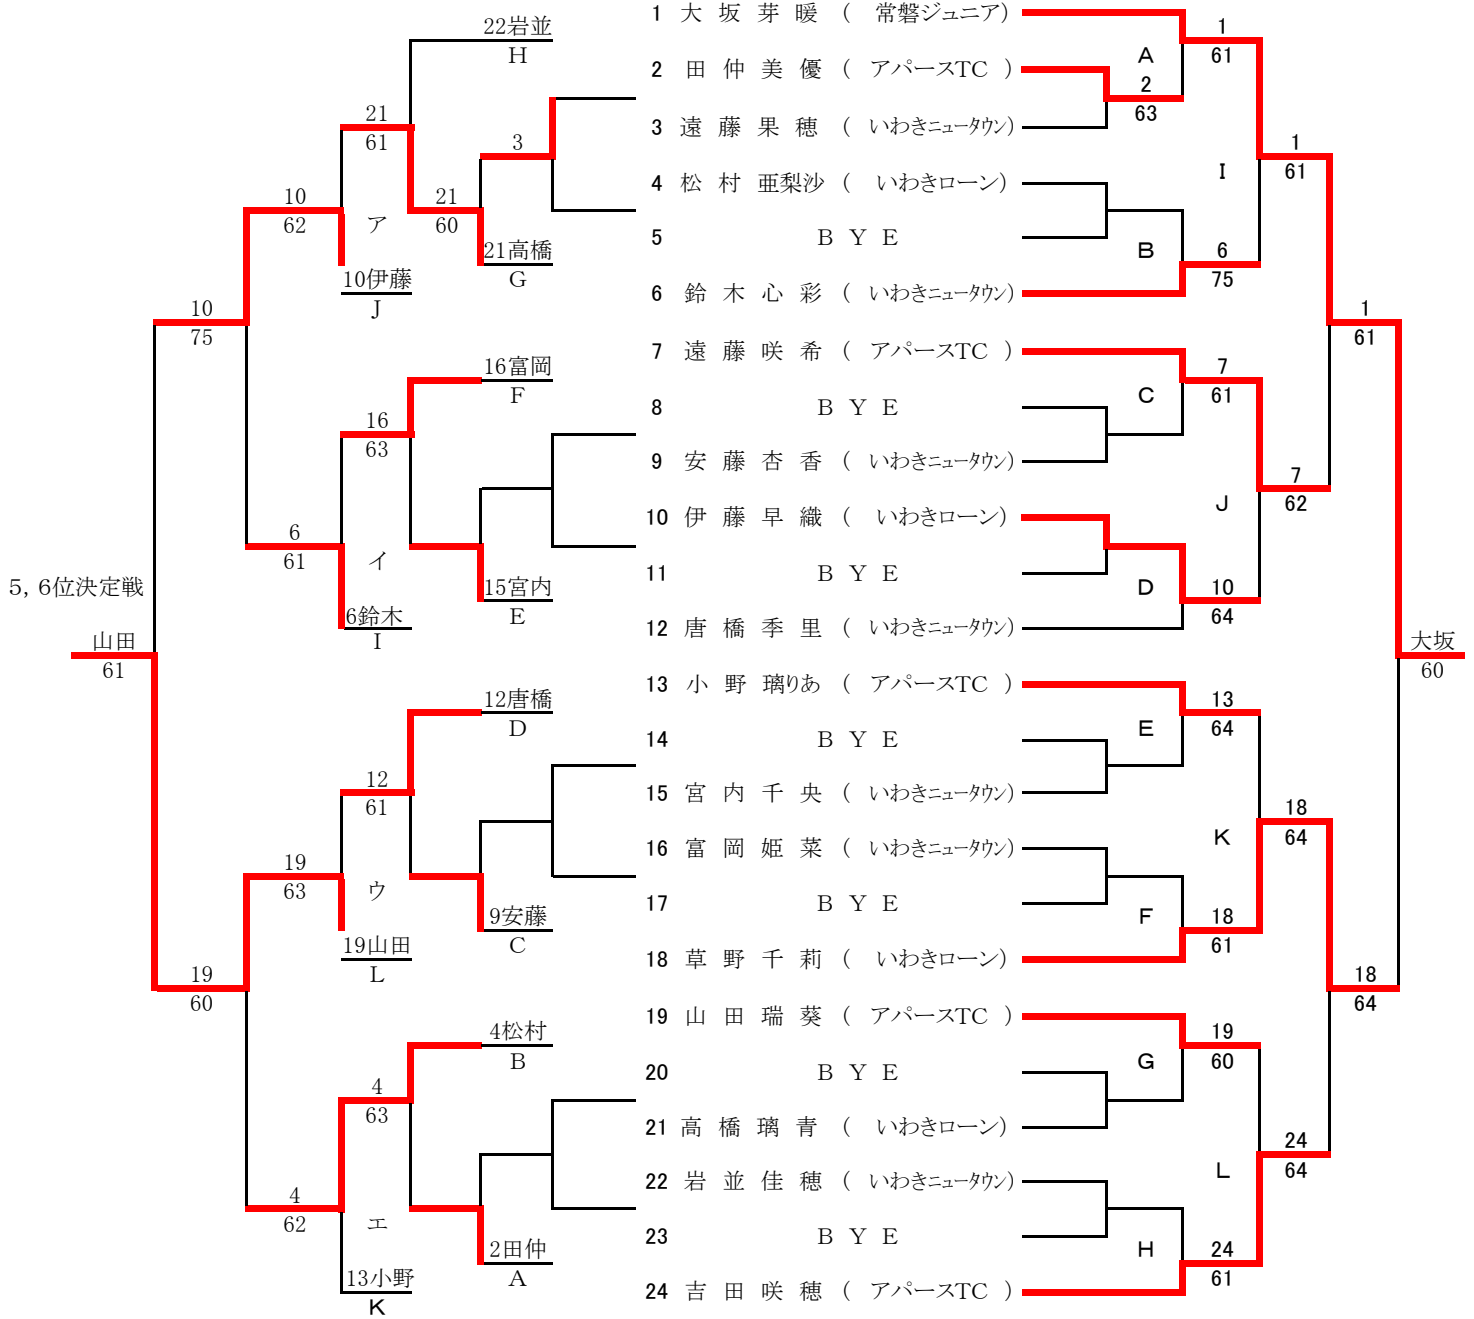 1 大 坂 芽 暖 ( 常磐ジュニア)
2 田 仲 美 優 ( アパースTC )
3 遠 藤 果 穂 ( いわきニュータウン)
4 松 村 亜梨沙 ( いわきローン)
5 B Y E
6 鈴 木 心 彩 ( いわきニュータウン)
7 遠 藤 咲 希 ( アパースTC )
8 B Y E
9 安 藤 杏 香 ( いわきニュータウン)
10 伊 藤 早 織 ( いわきローン)
11 B Y E
12 唐 橋 季 里 ( いわきニュータウン)
13 小 野 璃りあ ( アパースTC )
14 B Y E
15 宮 内 千 央 ( いわきニュータウン)
16 富 岡 姫 菜 ( いわきニュータウン)
17 B Y E
18 草 野 千 莉 ( いわきローン)
19 山 田 瑞 葵 ( アパースTC )
20 B Y E
21 高 橋 璃 青 ( いわきローン)
22 岩 並 佳 穂 ( いわきニュータウン)
23 B Y E
24 吉 田 咲 穂 ( アパースTC )
22岩並
H
21
61
3
10
62
ア
21
60
21高橋
G
10伊藤
J
10
75
16富岡
F
16
63
6
61
イ
15宮内
E
6鈴木
I
5,6位決定戦
山田
61
12唐橋
D
12
61
19
63
ウ
9安藤
C
19山田
L
19
60
4松村
B
4
63
4
62
エ
2田仲
A
13小野
K
A
1
61
2
63
I
1
61
B
6
75
1
61
C
7
61
J
7
62
D
10
64
大坂
60
E
13
64
K
18
64
F
18
61
18
64
G
19
60
L
24
64
H
24
61